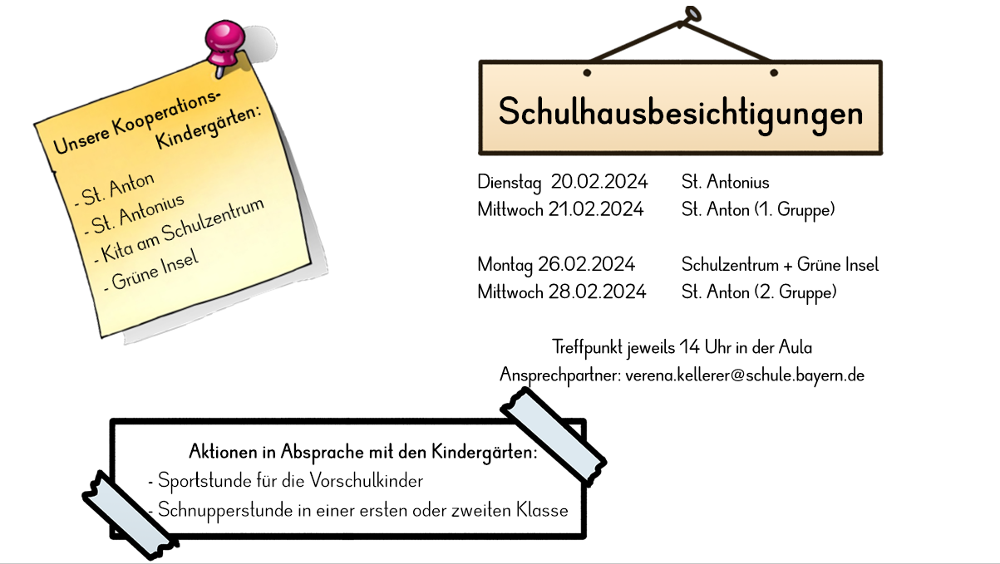 Unsere Kooperations-
Kindergärten:
- St. Anton
- St. Antonius
- Kita am Schulzentrum
- Grüne Insel
Schulhausbesichtigungen
Dienstag 20.02.2024 St. Antonius
Mittwoch 21.02.2024 St. Anton (1. Gruppe)
Montag 26.02.2024 Schulzentrum + Grüne Insel
Mittwoch 28.02.2024 St. Anton (2. Gruppe)
Treffpunkt jeweils 14 Uhr in der Aula
Ansprechpartner: verena.kellerer@schule.bayern.de
Aktionen in Absprache mit den Kindergärten:
- Sportstunde für die Vorschulkinder
- Schnupperstunde in einer ersten oder zweiten Klasse